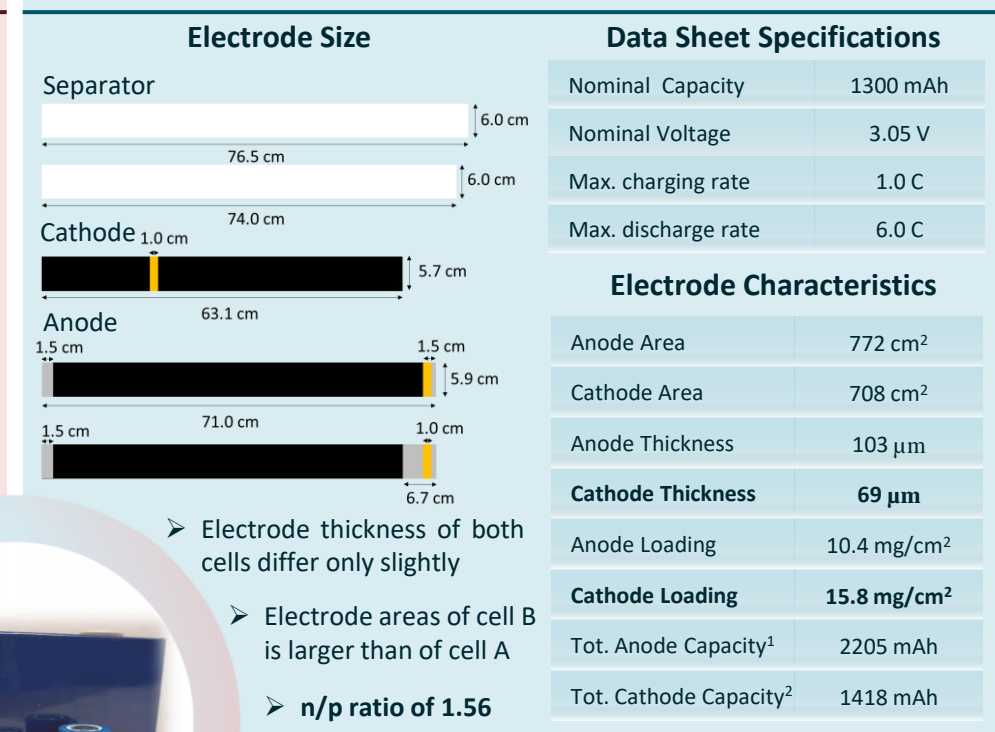 Electrode Size
Separator
6.0 cm
76.5 cm
6.0 cm
74.0 cm
Cathode
1.0 cm
5.7 cm
63.1 cm
Anode
1.5 cm
1.5 cm
5.9 cm
71.0 cm
1.5 cm
1.0 cm
6.7 cm
➢ Electrode thickness of both
cells differ only slightly
➢ Electrode areas of cell B
is larger than of cell A
➢ n/p ratio of 1.56
Data Sheet Specifications
Nominal Capacity 1300 mAh
Nominal Voltage 3.05 V
Max. charging rate 1.0 C
Max. discharge rate 6.0 C
Electrode Characteristics
Anode Area 772 cm²
Cathode Area 708 cm²
Anode Thickness 103 µm
Cathode Thickness 69 µm
Anode Loading 10.4 mg/cm²
Cathode Loading 15.8 mg/cm²
Tot. Anode Capacity¹ 2205 mAh
Tot. Cathode Capacity² 1418 mAh